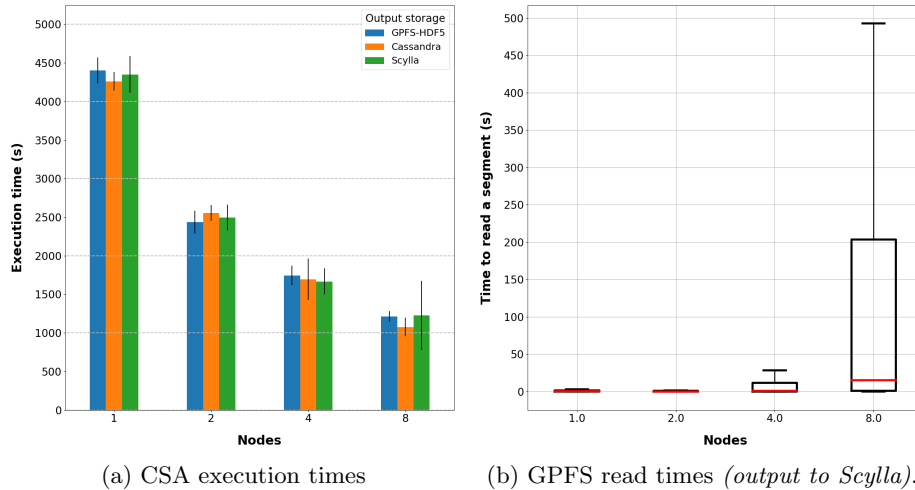 Output storage
GPFS-HDF5
Cassandra
Scylla
5000
4500
4000
3500
3000
2500
2000
1500
1000
500
0
Execution time (s)
1 2 4 8
Nodes
(a) CSA execution times
500
450
400
350
300
250
200
150
100
50
0
Time to read a segment (s)
1.0 2.0 4.0 8.0
Nodes
(b) GPFS read times (output to Scylla).